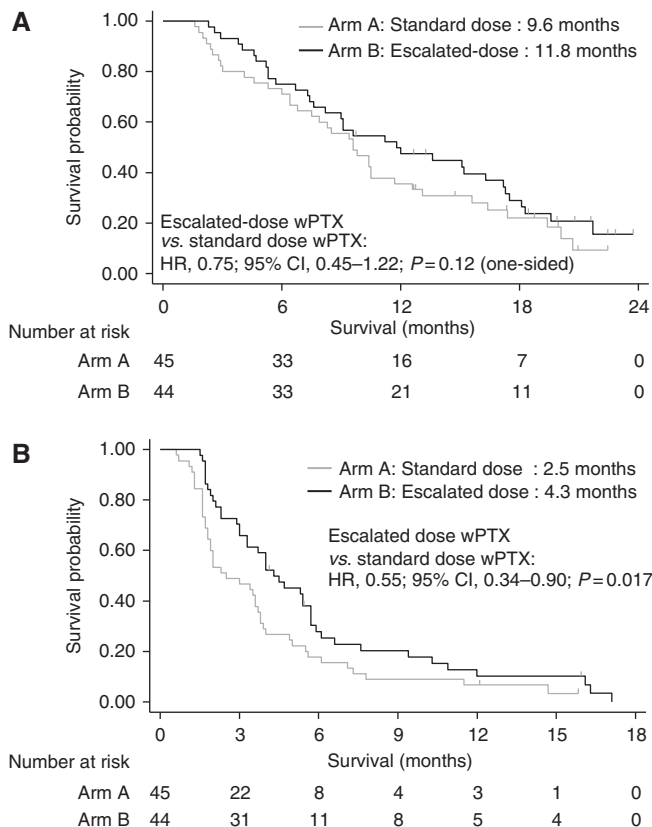 A
Arm A: Standard dose : 9.6 months
Arm B: Escalated-dose : 11.8 months
1.00
0.80
0.60
0.40
0.20
0.00
Survival probability
Escalated-dose wPTX
vs. standard dose wPTX:
HR, 0.75; 95% CI, 0.45–1.22; P = 0.12 (one-sided)
0 6 12 18 24
Survival (months)
Number at risk
Arm A 45 33 16 7 0
Arm B 44 33 21 11 0
B
Arm A: Standard dose : 2.5 months
Arm B: Escalated dose : 4.3 months
1.00
0.80
0.60
0.40
0.20
0.00
Survival probability
Escalated dose wPTX
vs. standard dose wPTX:
HR, 0.55; 95% CI, 0.34–0.90; P = 0.017
0 3 6 9 12 15 18
Survival (months)
Number at risk
Arm A 45 22 8 4 3 1 0
Arm B 44 31 11 8 5 4 0